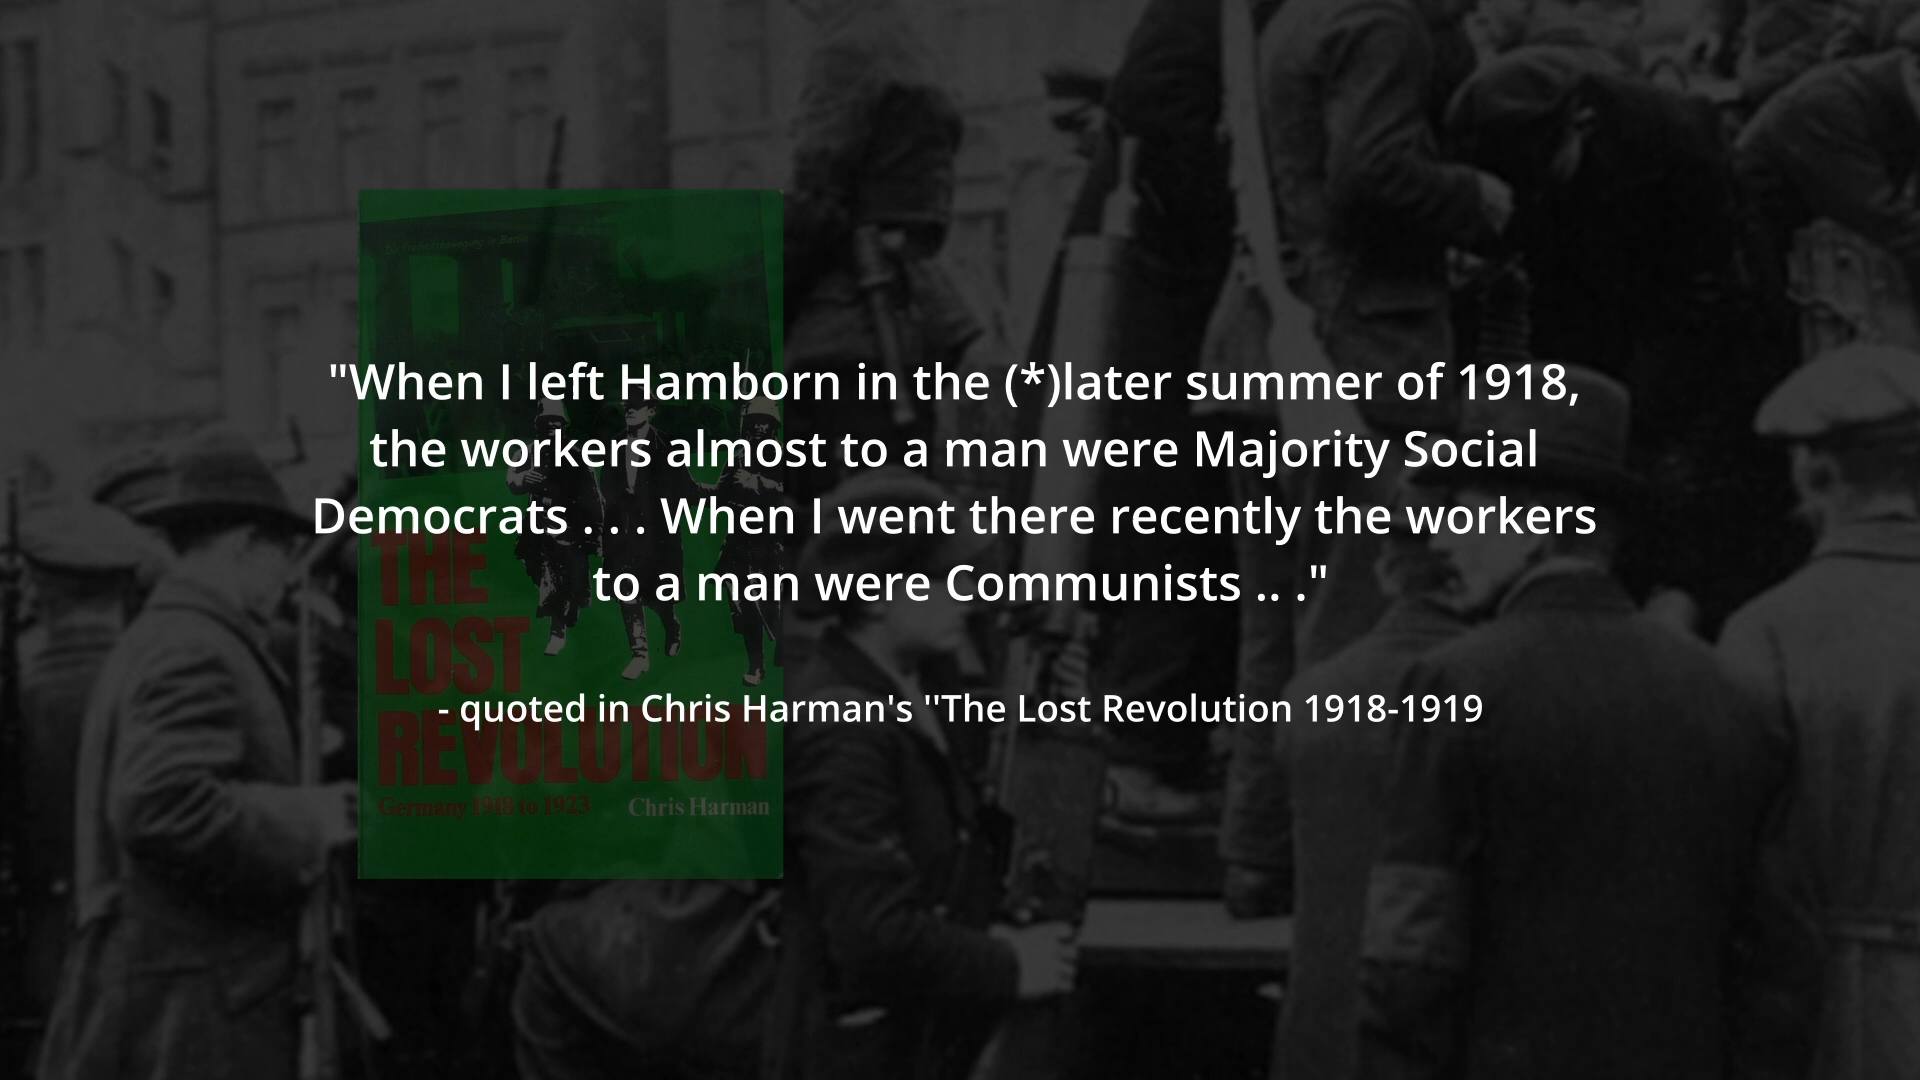 "When I left Hamborn in the (*)later summer of 1918,
the workers almost to a man were Majority Social
Democrats . . . When I went there recently the workers
to a man were Communists .. ."
- quoted in Chris Harman's ''The Lost Revolution 1918-1919
THE
LOST
REVOLUTION
Germany 1918 to 1923 Chris Harman